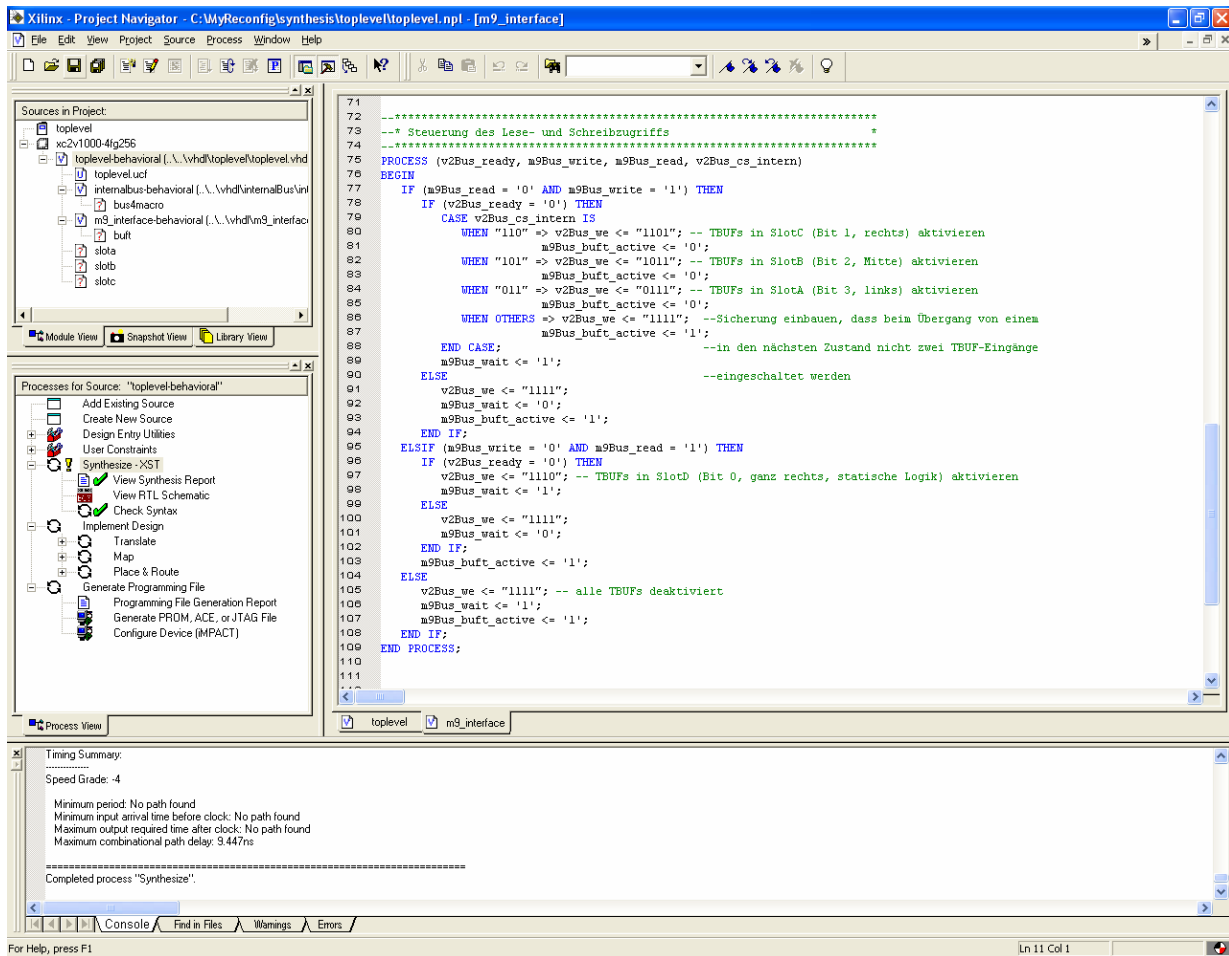 Xilinx - Project Navigator - C:\MyReconfig\synthesis\toplevel\toplevel.npl - [m9_interface]
File Edit View Project Source Process Window Help
Sources in Project:
toplevel
xc2v1000-4fg256
toplevel-behavioral (..\..\vhdl\toplevel\toplevel.vhd
toplevel.ucf
internalbus-behavioral (..\..\vhdl\internalBus\int
bus4macro
m9_interface-behavioral (..\..\vhdl\m9_interface
buft
slota
slotb
slotc
Module View Snapshot View Library View
Processes for Source: "toplevel-behavioral"
Add Existing Source
Create New Source
Design Entry Utilities
User Constraints
Synthesize - XST
View Synthesis Report
View RTL Schematic
Check Syntax
Implement Design
Translate
Map
Place & Route
Generate Programming File
Programming File Generation Report
Generate PROM, ACE, or JTAG File
Configure Device (iMPACT)
Process View
71
72 --***************************************************************************
73 --* Steuerung des Lese- und Schreibzugriffs *
74 --***************************************************************************
75 PROCESS (v2Bus_ready, m9Bus_write, m9Bus_read, v2Bus_cs_intern)
76 BEGIN
77 IF (m9Bus_read = '0' AND m9Bus_write = '1') THEN
78 IF (v2Bus_ready = '0') THEN
79 CASE v2Bus_cs_intern IS
80 WHEN "110" => v2Bus_we <= "1101"; -- TBUFs in SlotC (Bit 1, rechts) aktivieren
81 m9Bus_buft_active <= '0';
82 WHEN "101" => v2Bus_we <= "1011"; -- TBUFs in SlotB (Bit 2, Mitte) aktivieren
83 m9Bus_buft_active <= '0';
84 WHEN "011" => v2Bus_we <= "0111"; -- TBUFs in SlotA (Bit 3, links) aktivieren
85 m9Bus_buft_active <= '0';
86 WHEN OTHERS => v2Bus_we <= "1111"; --Sicherung einbauen, dass beim Übergang von einem
87 m9Bus_buft_active <= '1';
88 END CASE; --in den nächsten Zustand nicht zwei TBUF-Eingänge
89 m9Bus_wait <= '1';
90 ELSE --eingeschaltet werden
91 v2Bus_we <= "1111";
92 m9Bus_wait <= '0';
93 m9Bus_buft_active <= '1';
94 END IF;
95 ELSIF (m9Bus_write = '0' AND m9Bus_read = '1') THEN
96 IF (v2Bus_ready = '0') THEN
97 v2Bus_we <= "1110"; -- TBUFs in SlotD (Bit 0, ganz rechts, statische Logik) aktivieren
98 m9Bus_wait <= '1';
99 ELSE
100 v2Bus_we <= "1111";
101 m9Bus_wait <= '0';
102 END IF;
103 m9Bus_buft_active <= '1';
104 ELSE
105 v2Bus_we <= "1111"; -- alle TBUFs deaktiviert
106 m9Bus_wait <= '1';
107 m9Bus_buft_active <= '1';
108 END IF;
109 END PROCESS;
110
111
toplevel m9_interface
Timing Summary:
---------------
Speed Grade: -4
Minimum period: No path found
Minimum input arrival time before clock: No path found
Maximum output required time after clock: No path found
Maximum combinational path delay: 9.447ns
=========================================================================
Completed process "Synthesize".
Console Find in Files Warnings Errors
For Help, press F1
Ln 11 Col 1